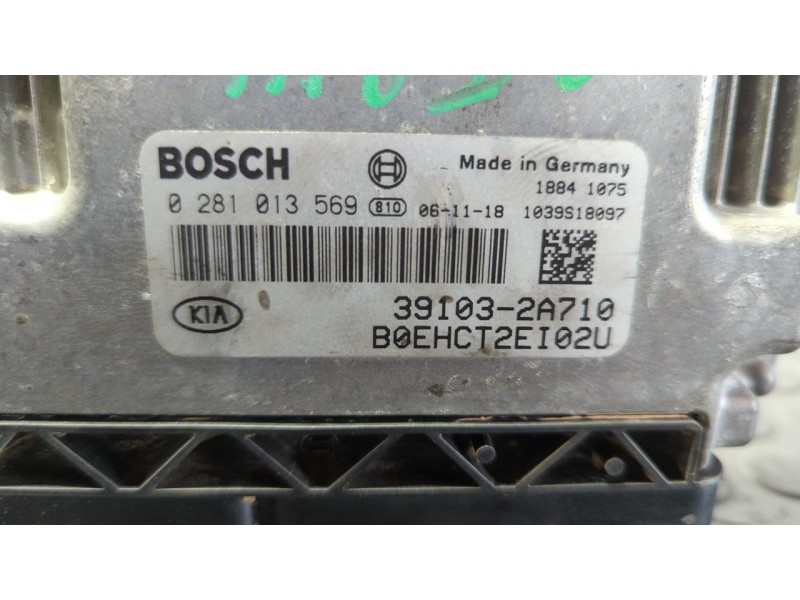 BOSCH
Made in Germany
1884 1075
0 281 013 569 810 06-11-18 1039S18097
KIA
39103-2A710
B0EHCT2EI02U